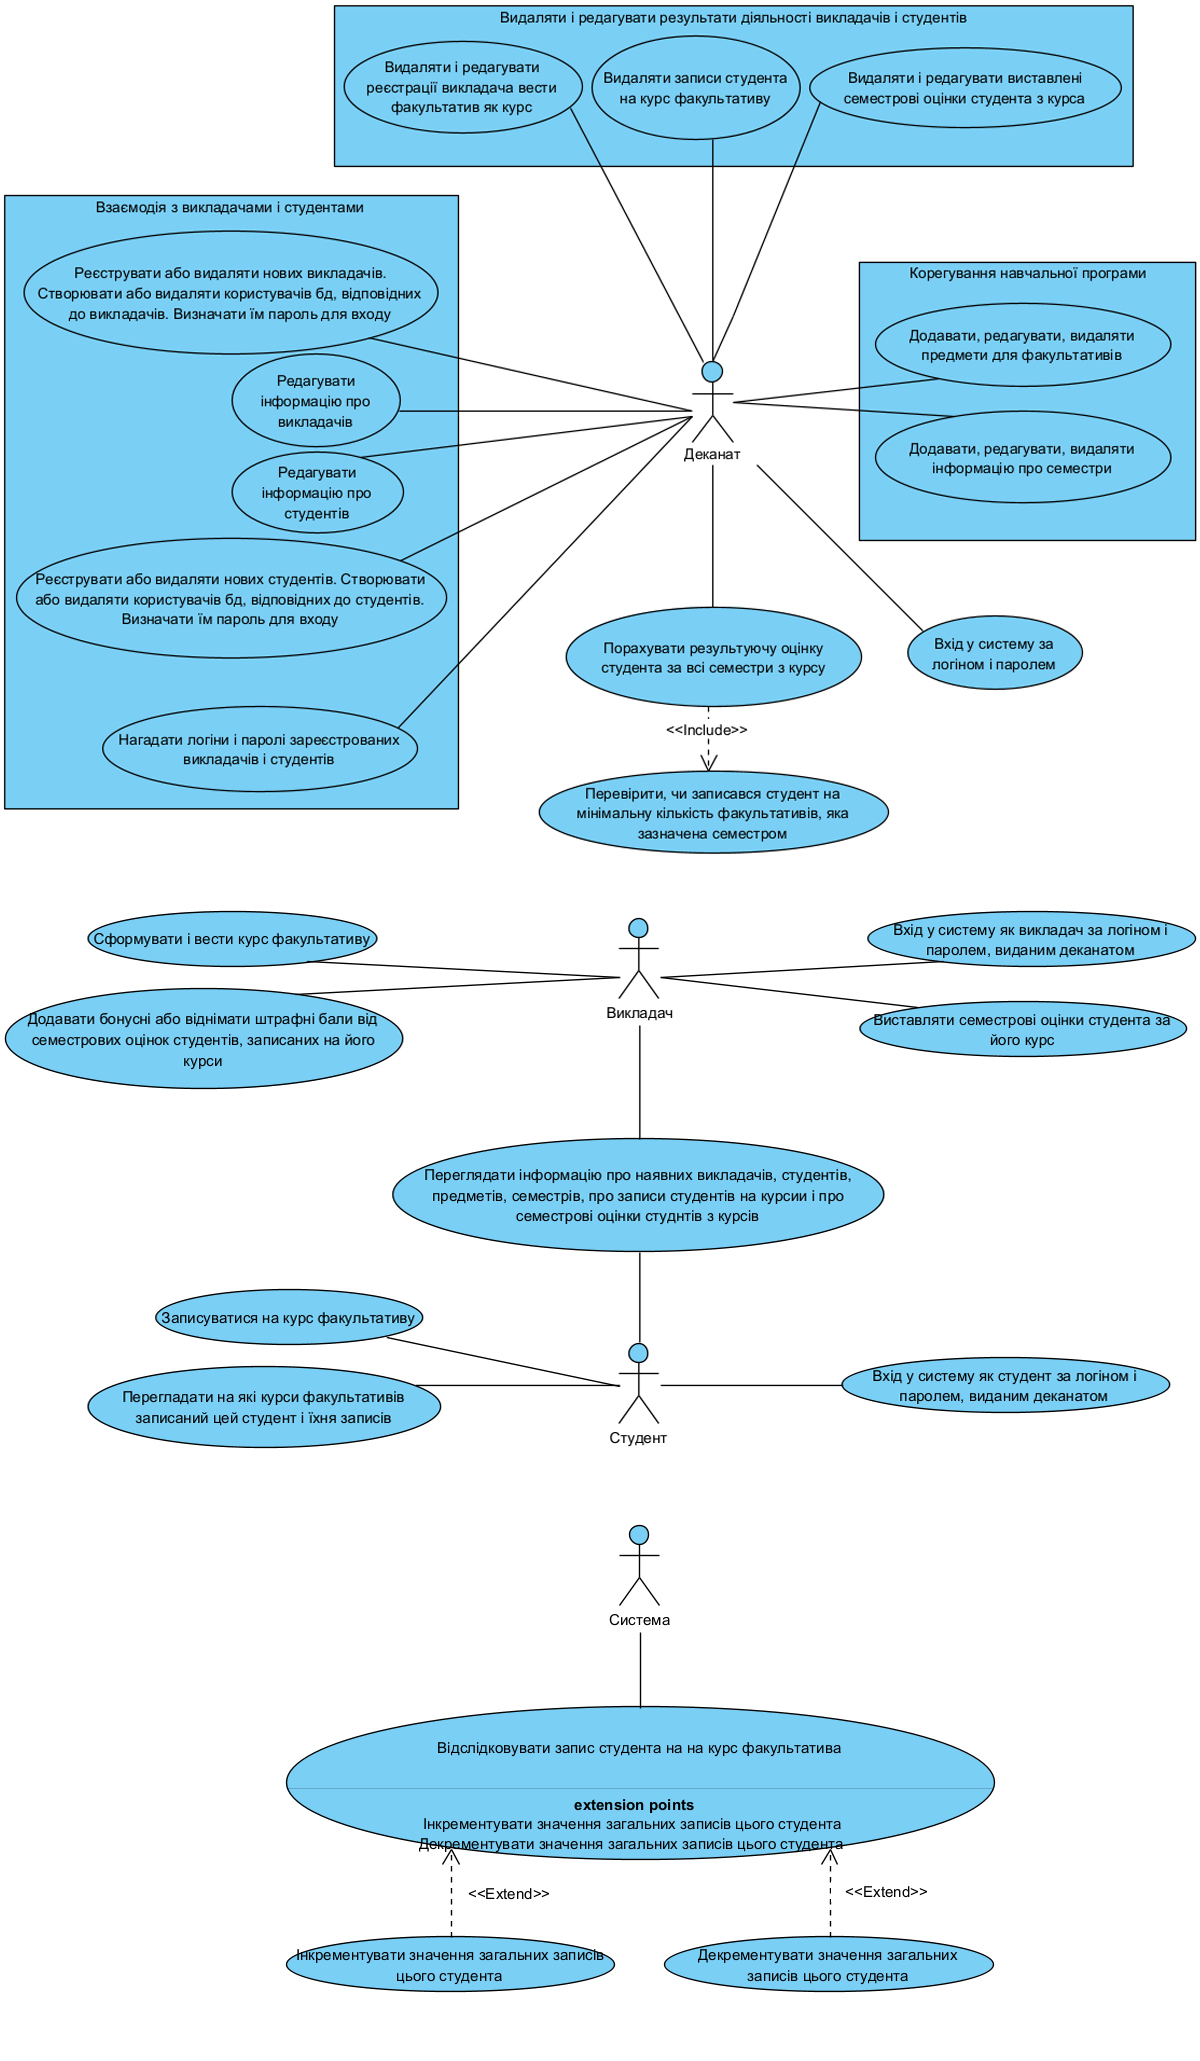 Видаляти і редагувати результати діяльності викладачів і студентів
Видаляти і редагувати
реєстрації викладача вести
факультатив як курс
Видаляти записи студента
на курс факультативу
Видаляти і редагувати виставлені
семестрові оцінки студента з курса
Взаємодія з викладачами і студентами
Реєструвати або видаляти нових викладачів.
Створювати або видаляти користувачів бд, відповідних
до викладачів. Визначати їм пароль для входу
Редагувати
інформацію про
викладачів
Редагувати
інформацію про
студентів
Реєструвати або видаляти нових студентів. Створювати
або видаляти користувачів бд, відповідних до студентів.
Визначати їм пароль для входу
Нагадати логіни і паролі зареєстрованих
викладачів і студентів
Корегування навчальної програми
Додавати, редагувати, видаляти
предмети для факультативів
Додавати, редагувати, видаляти
інформацію про семестри
Деканат
Порахувати результуючу оцінку
студента за всі семестри з курсу
Вхід у систему за
логіном і паролем
<<Include>>
Перевірити, чи записався студент на
мінімальну кількість факультативів, яка
зазначена семестром
Сформувати і вести курс факультативу
Додавати бонусні або віднімати штрафні бали від
семестрових оцінок студентів, записаних на його
курси
Викладач
Вхід у систему як викладач за логіном і
паролем, виданим деканатом
Виставляти семестрові оцінки студента за
його курс
Переглядати інформацію про наявних викладачів, студентів,
предметів, семестрів, про записи студентів на курсии і про
семестрові оцінки студнтів з курсів
Записуватися на курс факультативу
Перегладати на які курси факультативів
записаний цей студент і їхня записів
Студент
Вхід у систему як студент за логіном і
паролем, виданим деканатом
Система
Відслідковувати запис студента на на курс факультатива
extension points
Інкрементувати значення загальних записів цього студента
Декрементувати значення загальних записів цього студента
<<Extend>>
<<Extend>>
Інкрементувати значення загальних записів
цього студента
Декрементувати значення загальних
записів цього студента